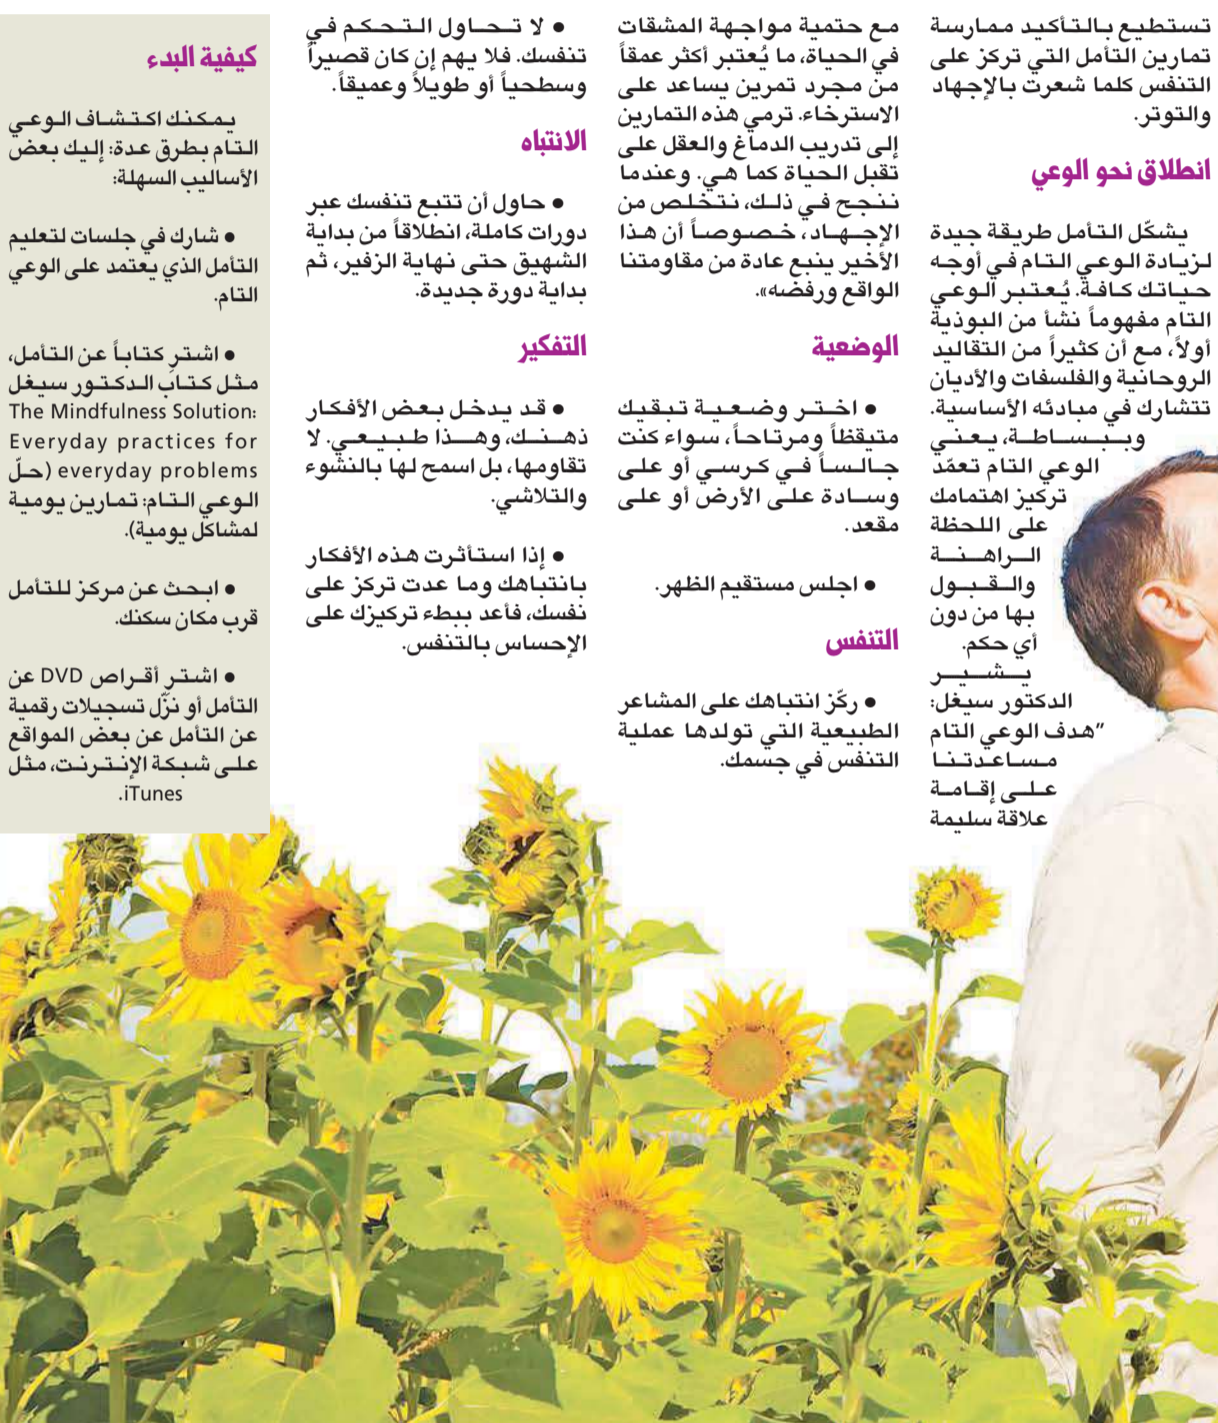 تستطيع بالتأكيد ممارسة
تمارين التأمل التي تركز على
التنفس كلما شعرت بالإجهاد
والتوتر.
انطلاق نحو الوعي
يشكّل التأمل طريقة جيدة
لزيادة الوعي التام في أوجه
حياتك كافة. يُعتبر الوعي
التام مفهوماً نشأ من البوذية
أولاً، مع أن كثيراً من التقاليد
الروحانية والفلسفات والأديان
تتشارك في مبادئه الأساسية.
وببساطة، يعني
الوعي التام تعمّد
تركيز اهتمامك
على اللحظة
الراهنة
والقبول
بها من دون
أي حكم.
يشير
الدكتور سيغل:
”هدف الوعي التام
مساعدتنا
على إقامة
علاقة سليمة
مع حتمية مواجهة المشقات
في الحياة، ما يُعتبر أكثر عمقاً
من مجرد تمرين يساعد على
الاسترخاء. ترمي هذه التمارين
إلى تدريب الدماغ والعقل على
تقبل الحياة كما هي. وعندما
ننجح في ذلك، نتخلص من
الإجهاد، خصوصاً أن هذا
الأخير ينبع عادة من مقاومتنا
الواقع ورفضه».
الوضعية
• اختر وضعية تبقيك
متيقظاً ومرتاحاً، سواء كنت
جالساً في كرسي أو على
وسادة على الأرض أو على
مقعد.
• اجلس مستقيم الظهر.
التنفس
• ركّز انتباهك على المشاعر
الطبيعية التي تولدها عملية
التنفس في جسمك.
• لا تحاول التحكم في
تنفسك. فلا يهم إن كان قصيراً
وسطحياً أو طويلاً وعميقاً.
الانتباه
• حاول أن تتبع تنفسك عبر
دورات كاملة، انطلاقاً من بداية
الشهيق حتى نهاية الزفير، ثم
بداية دورة جديدة.
التفكير
• قد يدخل بعض الأفكار
ذهنك، وهذا طبيعي. لا
تقاومها، بل اسمح لها بالنشوء
والتلاشي.
• إذا استأثرت هذه الأفكار
بانتباهك وما عدت تركز على
نفسك، فأعد ببطء تركيزك على
الإحساس بالتنفس.
كيفية البدء
يمكنك اكتشاف الوعي
التام بطرق عدة: إليك بعض
الأساليب السهلة:
• شارك في جلسات لتعليم
التأمل الذي يعتمد على الوعي
التام.
• اشترِ كتاباً عن التأمل،
مثل كتاب الدكتور سيغل
The Mindfulness Solution:
Everyday practices for
everyday problems (حلّ
الوعي التام: تمارين يومية
لمشاكل يومية).
• ابحث عن مركز للتأمل
قرب مكان سكنك.
• اشترِ أقراص DVD عن
التأمل أو نزّل تسجيلات رقمية
عن التأمل عن بعض المواقع
على شبكة الإنترنت، مثل
iTunes.